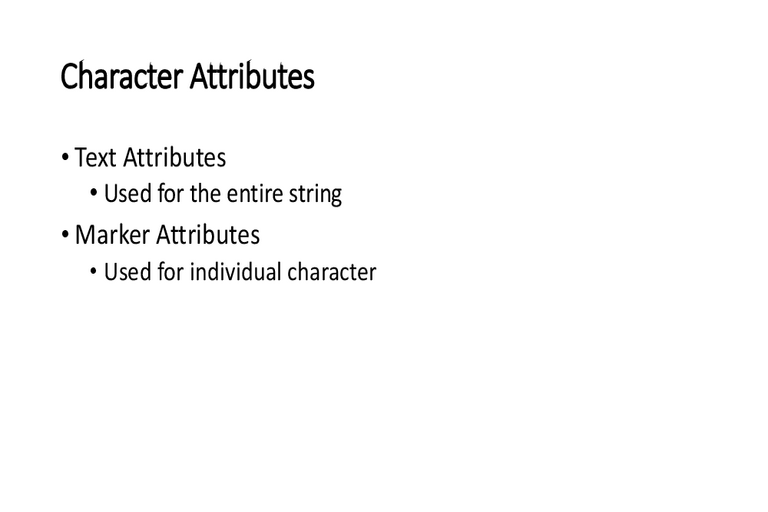 Character Attributes
• Text Attributes
• Used for the entire string
• Marker Attributes
• Used for individual character